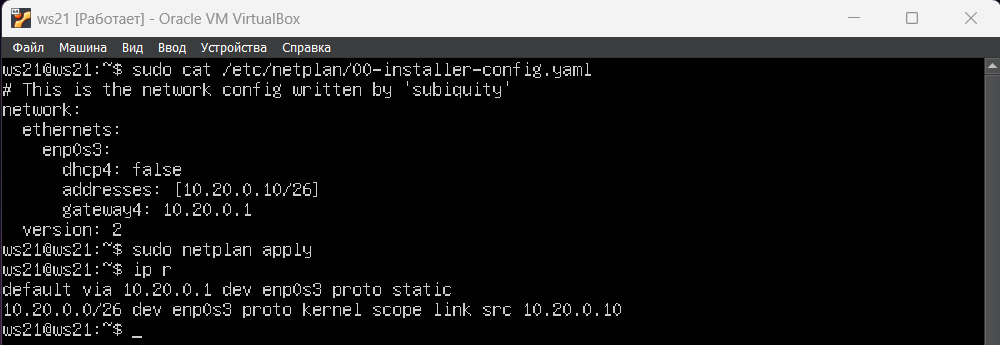 ws21 [Работает] - Oracle VM VirtualBox
Файл Машина Вид Ввод Устройства Справка
ws21@ws21:~$ sudo cat /etc/netplan/00-installer-config.yaml
# This is the network config written by 'subiquity'
network:
  ethernets:
    enp0s3:
      dhcp4: false
      addresses: [10.20.0.10/26]
      gateway4: 10.20.0.1
  version: 2
ws21@ws21:~$ sudo netplan apply
ws21@ws21:~$ ip r
default via 10.20.0.1 dev enp0s3 proto static
10.20.0.0/26 dev enp0s3 proto kernel scope link src 10.20.0.10
ws21@ws21:~$ _